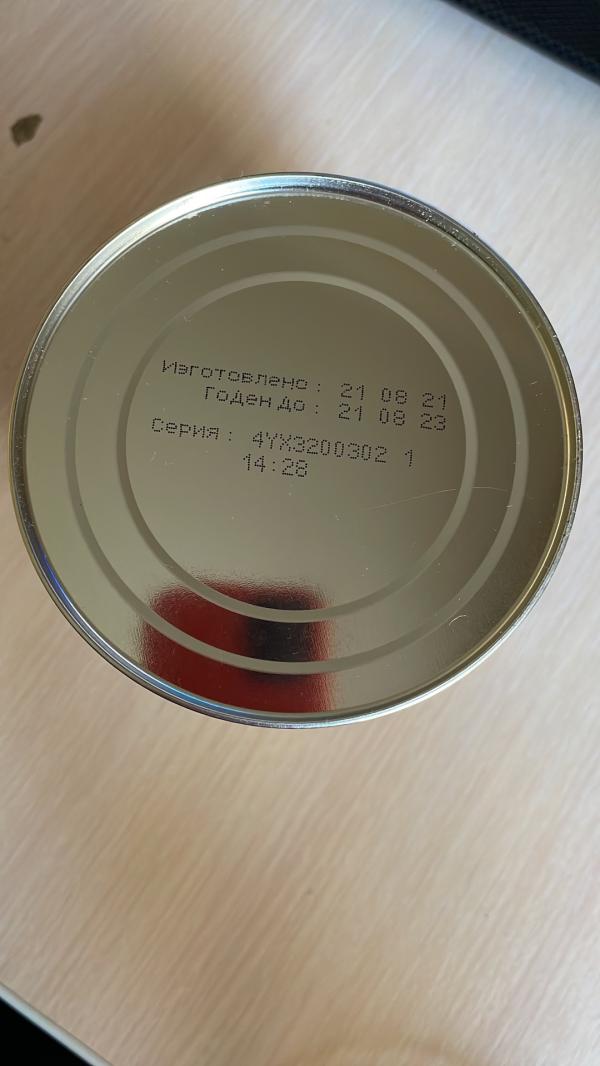 Изготовлено : 21 08 21
Годен до : 21 08 23
Серия : 4YX3200302 1
14:28